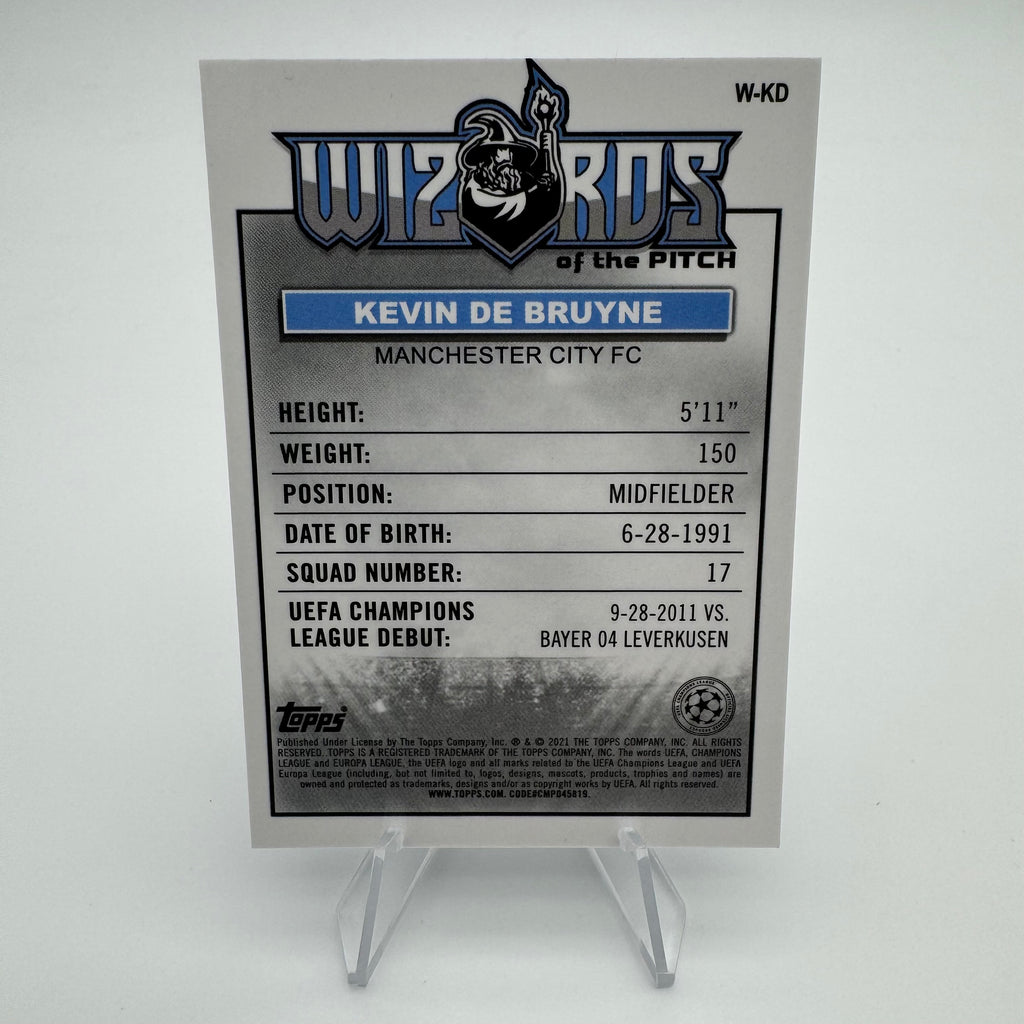 W-KD
WIZARDS
of the PITCH
KEVIN DE BRUYNE
MANCHESTER CITY FC
HEIGHT: 5'11"
WEIGHT: 150
POSITION: MIDFIELDER
DATE OF BIRTH: 6-28-1991
SQUAD NUMBER: 17
UEFA CHAMPIONS 9-28-2011 VS.
LEAGUE DEBUT: BAYER 04 LEVERKUSEN
Topps
Published Under License by The Topps Company, Inc. ® & © 2021 THE TOPPS COMPANY, INC. ALL RIGHTS
RESERVED. TOPPS IS A REGISTERED TRADEMARK OF THE TOPPS COMPANY, INC. The words UEFA, CHAMPIONS
LEAGUE and EUROPA LEAGUE, the UEFA logo and all marks related to the UEFA Champions League and UEFA
Europa League (including, but not limited to, logos, designs, mascots, products, trophies and names) are
owned and protected as trademarks, designs and/or as copyright works by UEFA. All rights reserved.
WWW.TOPPS.COM. CODE#CMP045819.